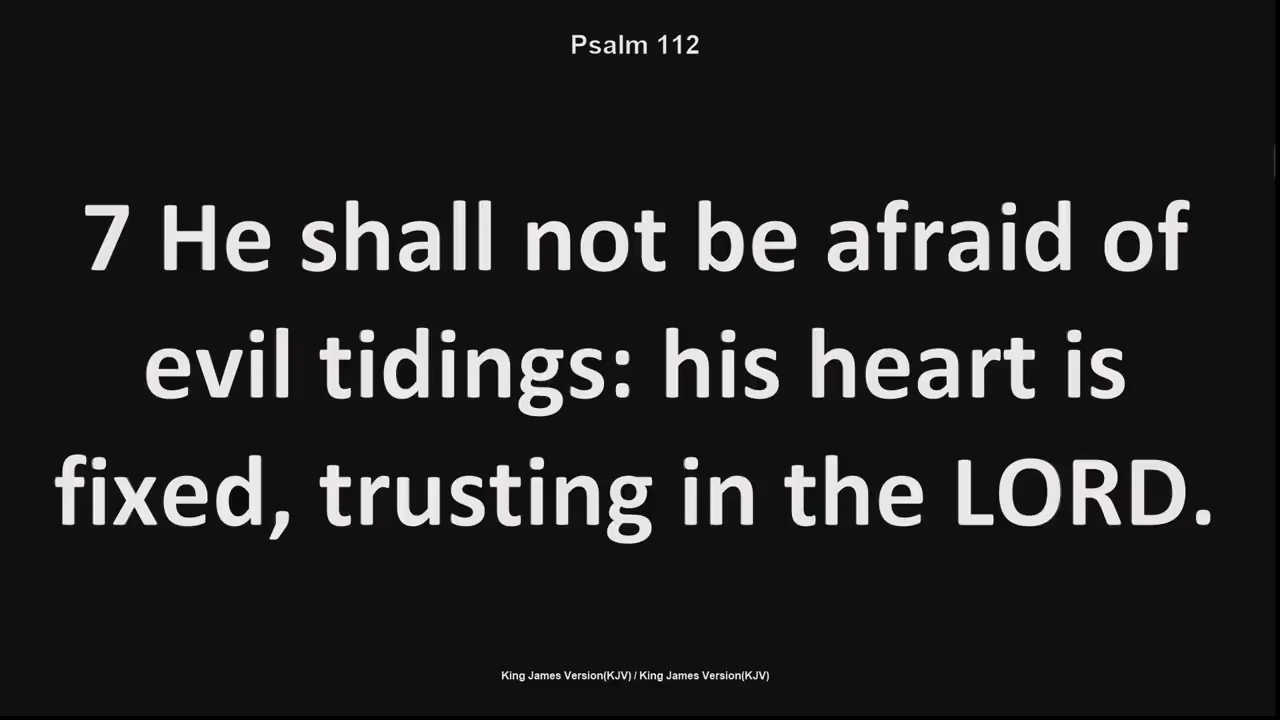 Psalm 112
7 He shall not be afraid of
evil tidings: his heart is
fixed, trusting in the LORD.
King James Version(KJV) / King James Version(KJV)